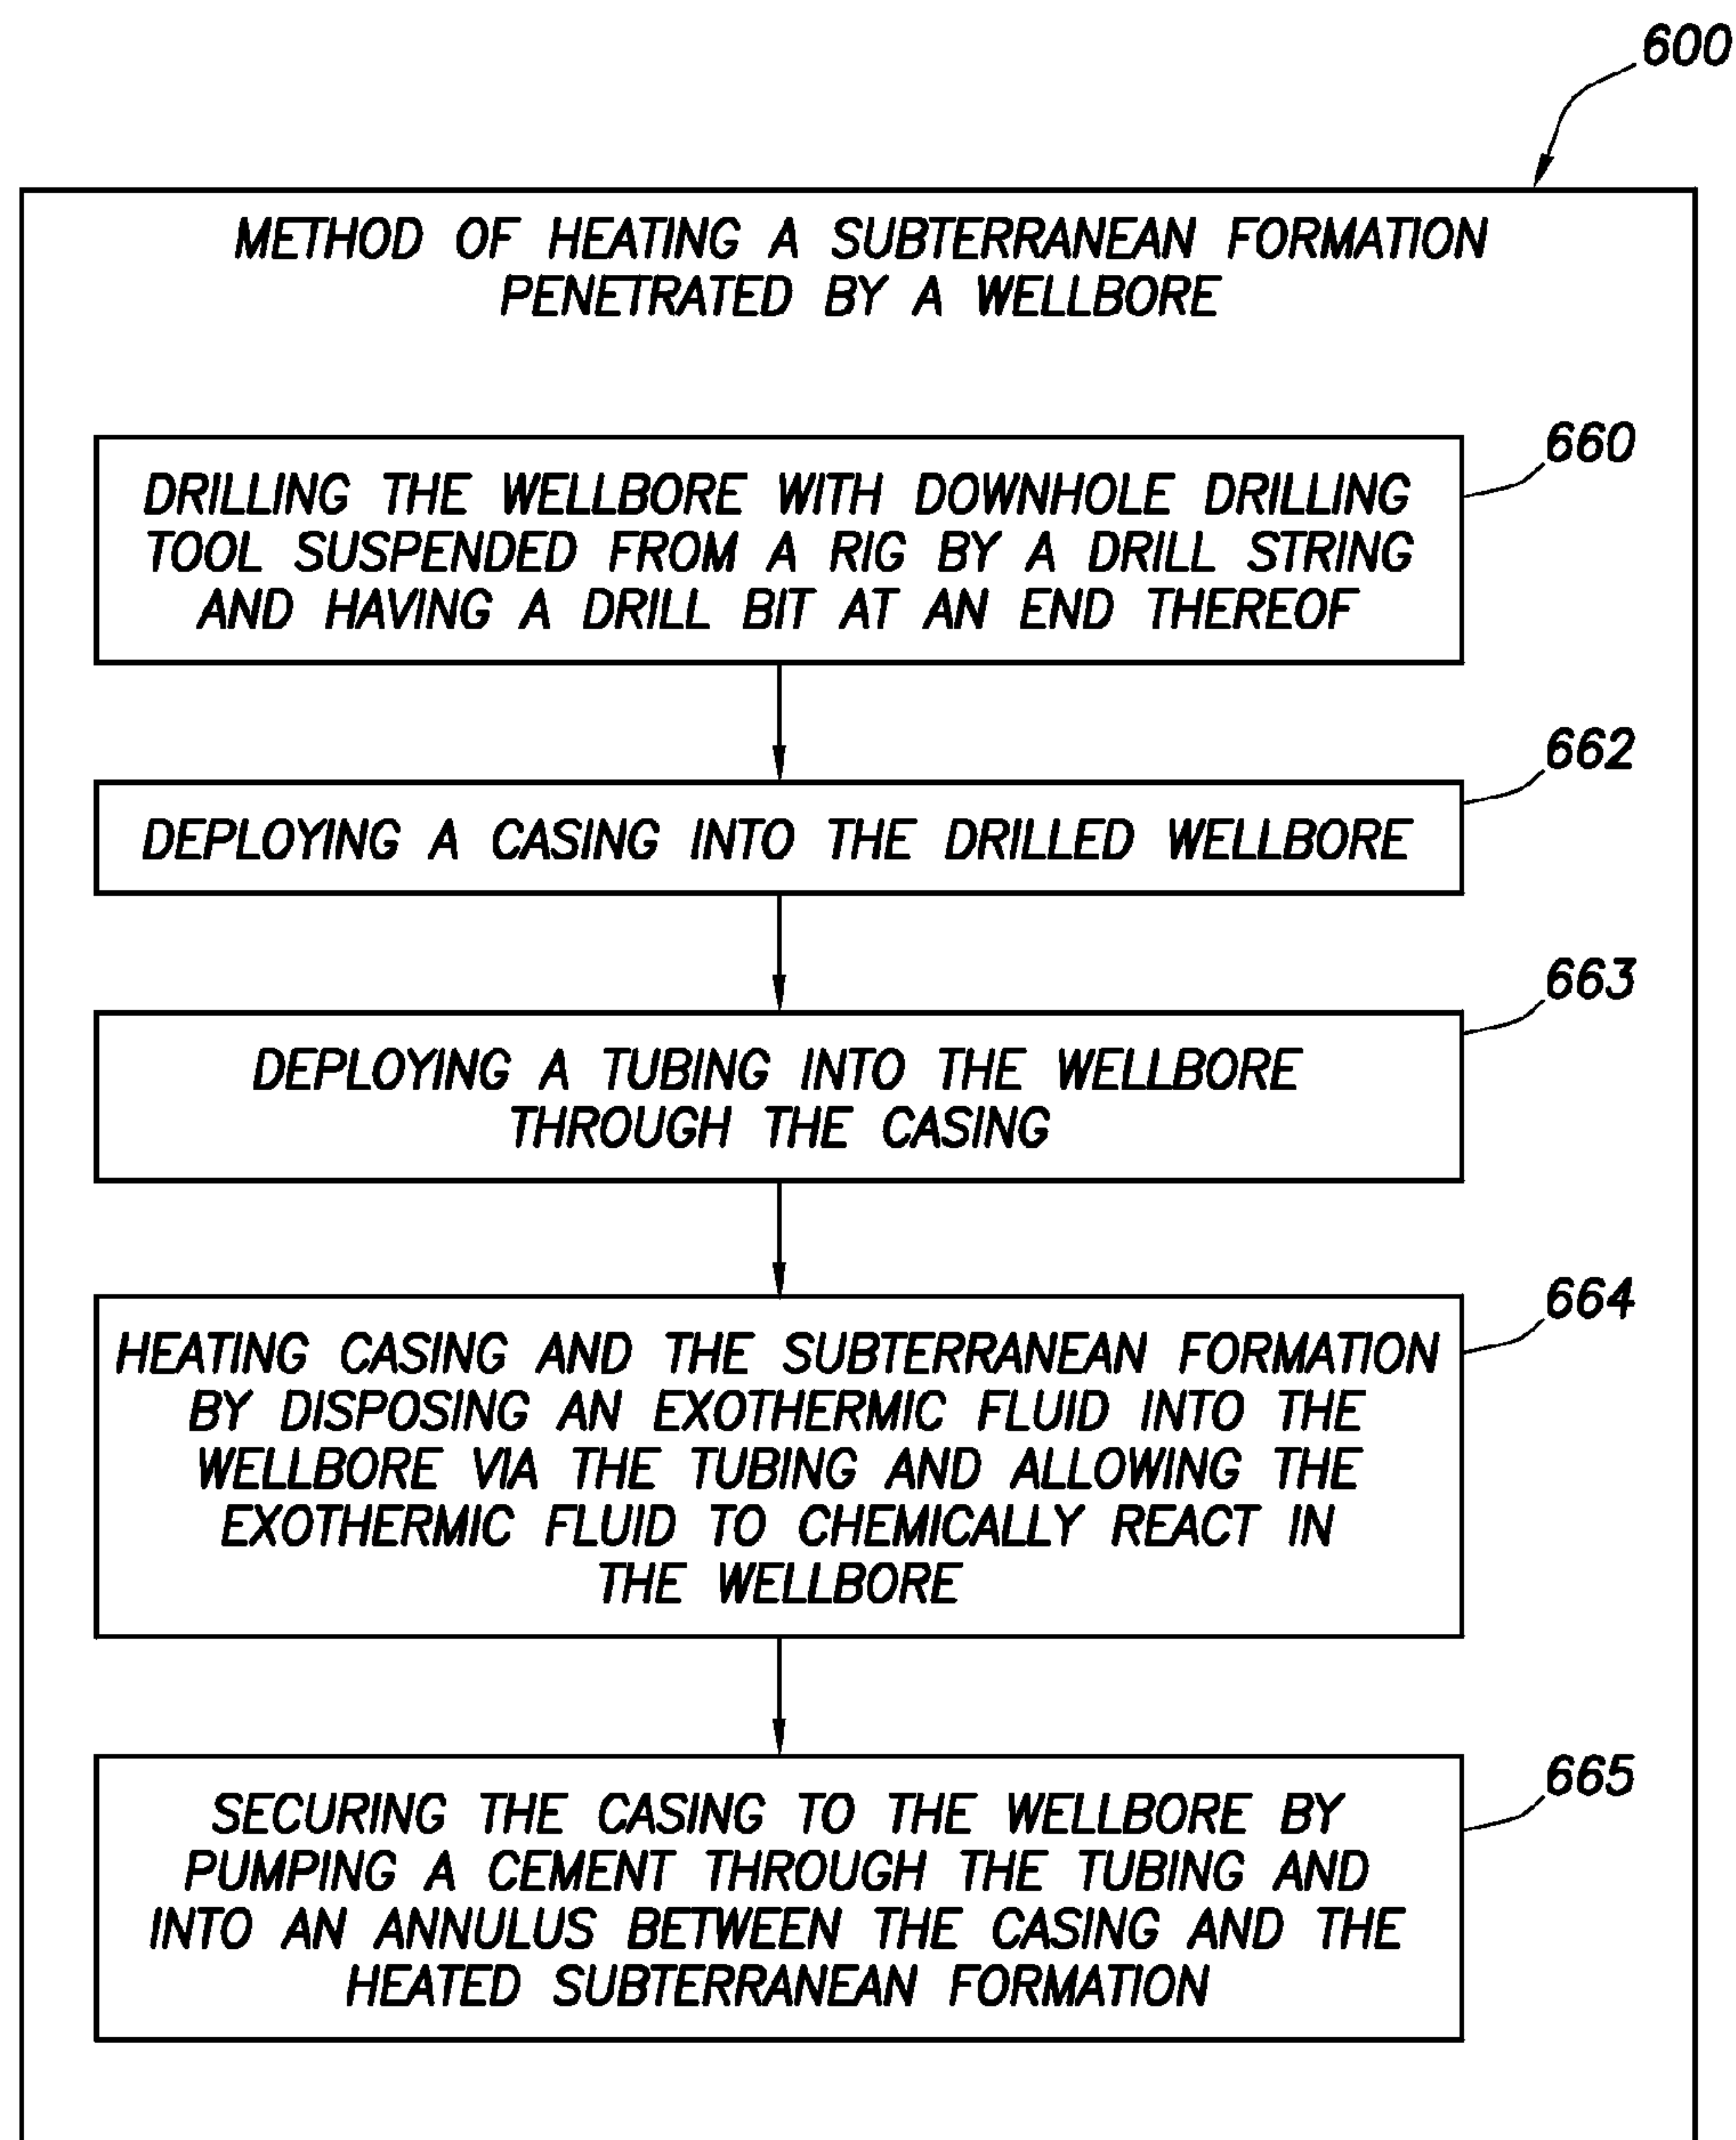 600
METHOD OF HEATING A SUBTERRANEAN FORMATION
PENETRATED BY A WELLBORE
660
DRILLING THE WELLBORE WITH DOWNHOLE DRILLING
TOOL SUSPENDED FROM A RIG BY A DRILL STRING
AND HAVING A DRILL BIT AT AN END THEREOF
662
DEPLOYING A CASING INTO THE DRILLED WELLBORE
663
DEPLOYING A TUBING INTO THE WELLBORE
THROUGH THE CASING
664
HEATING CASING AND THE SUBTERRANEAN FORMATION
BY DISPOSING AN EXOTHERMIC FLUID INTO THE
WELLBORE VIA THE TUBING AND ALLOWING THE
EXOTHERMIC FLUID TO CHEMICALLY REACT IN
THE WELLBORE
665
SECURING THE CASING TO THE WELLBORE BY
PUMPING A CEMENT THROUGH THE TUBING AND
INTO AN ANNULUS BETWEEN THE CASING AND THE
HEATED SUBTERRANEAN FORMATION